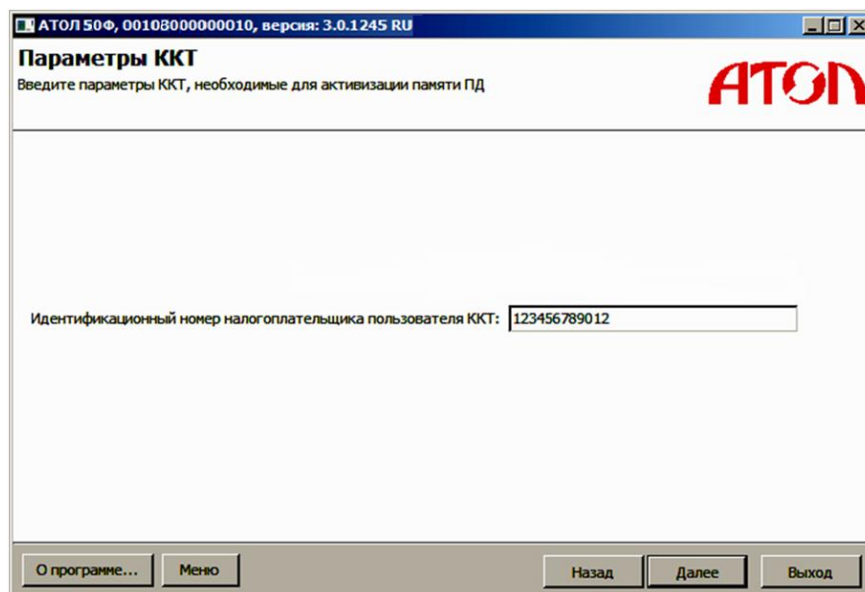 АТОЛ 50Ф, 00108000000010, версия: 3.0.1245 RU
Параметры ККТ
Введите параметры ККТ, необходимые для активизации памяти ПД
АТОЛ
Идентификационный номер налогоплательщика пользователя ККТ: 123456789012
О программе... Меню Назад Далее Выход